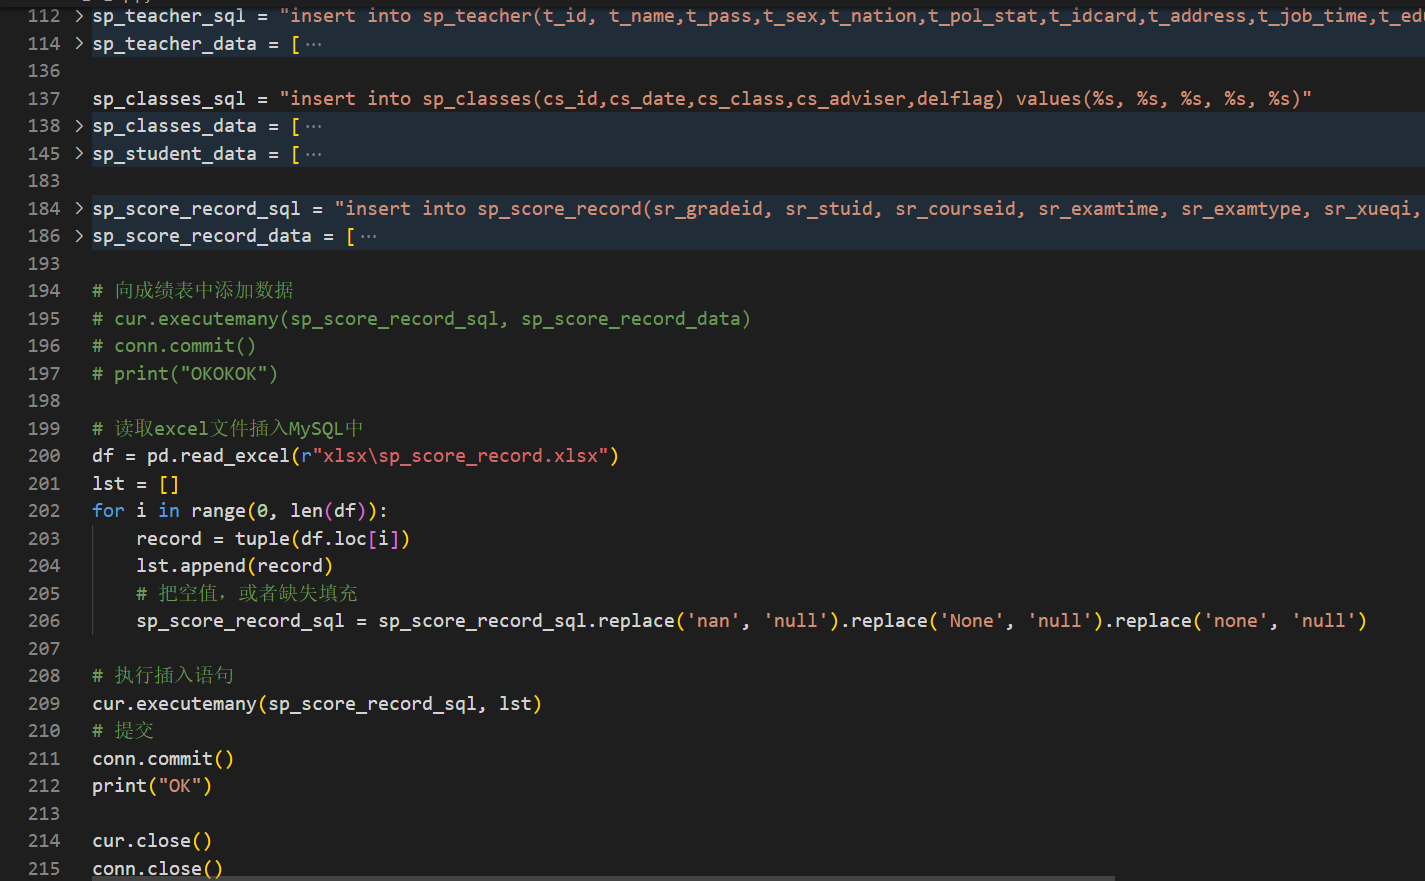 112 > sp_teacher_sql = "insert into sp_teacher(t_id, t_name,t_pass,t_sex,t_nation,t_pol_stat,t_idcard,t_address,t_job_time,t_ed
114 > sp_teacher_data = [ ···
136
137 sp_classes_sql = "insert into sp_classes(cs_id,cs_date,cs_class,cs_adviser,delflag) values(%s, %s, %s, %s, %s)"
138 > sp_classes_data = [ ···
145 > sp_student_data = [ ···
183
184 > sp_score_record_sql = "insert into sp_score_record(sr_gradeid, sr_stuid, sr_courseid, sr_examtime, sr_examtype, sr_xueqi,
186 > sp_score_record_data = [ ···
193
194 # 向成绩表中添加数据
195 # cur.executemany(sp_score_record_sql, sp_score_record_data)
196 # conn.commit()
197 # print("OKOKOK")
198
199 # 读取excel文件插入MySQL中
200 df = pd.read_excel(r"xlsx\sp_score_record.xlsx")
201 lst = []
202 for i in range(0, len(df)):
203     record = tuple(df.loc[i])
204     lst.append(record)
205     # 把空值，或者缺失填充
206     sp_score_record_sql = sp_score_record_sql.replace('nan', 'null').replace('None', 'null').replace('none', 'null')
207
208 # 执行插入语句
209 cur.executemany(sp_score_record_sql, lst)
210 # 提交
211 conn.commit()
212 print("OK")
213
214 cur.close()
215 conn.close()